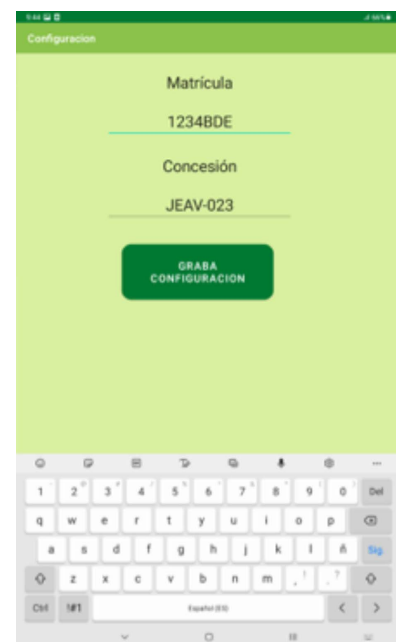 9:44
66%
Configuracion
Matrícula
1234BDE
Concesión
JEAV-023
GRABA
CONFIGURACION
1 2 3 4 5 6 7 8 9 0 Del
q w e r t y u i o p
a s d f g h j k l ñ Sig.
z x c v b n m , ! . ?
Ctrl !#1 Español (ES) < >